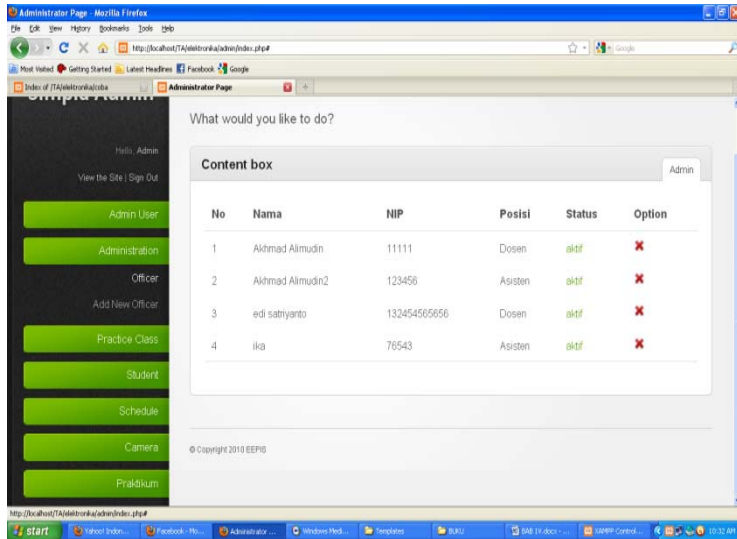 Administrator Page - Mozilla Firefox
File Edit View History Bookmarks Tools Help
http://localhost/TA/elektronika/admin/index.php#
Google
Most Visited Getting Started Latest Headlines Facebook Google
Index of /TA/elektronika/coba Administrator Page
Simpla Admin
What would you like to do?
Hello, Admin
View the Site | Sign Out
Admin User
Administration
Officer
Add New Officer
Practice Class
Student
Schedule
Camera
Praktikum
Content box Admin
No Nama NIP Posisi Status Option
1 Akhmad Alimudin 11111 Dosen aktif
2 Akhmad Alimudin2 123456 Asisten aktif
3 edi satriyanto 132454565656 Dosen aktif
4 ika 76543 Asisten aktif
© Copyright 2010 EEPIS
http://localhost/TA/elektronika/admin/index.php#
start Yahoo! Indon... Facebook - Mo... Administrator ... Windows Medi... Templates BUKU BAB IV.docx - ... XAMPP Control... 10:32 AM